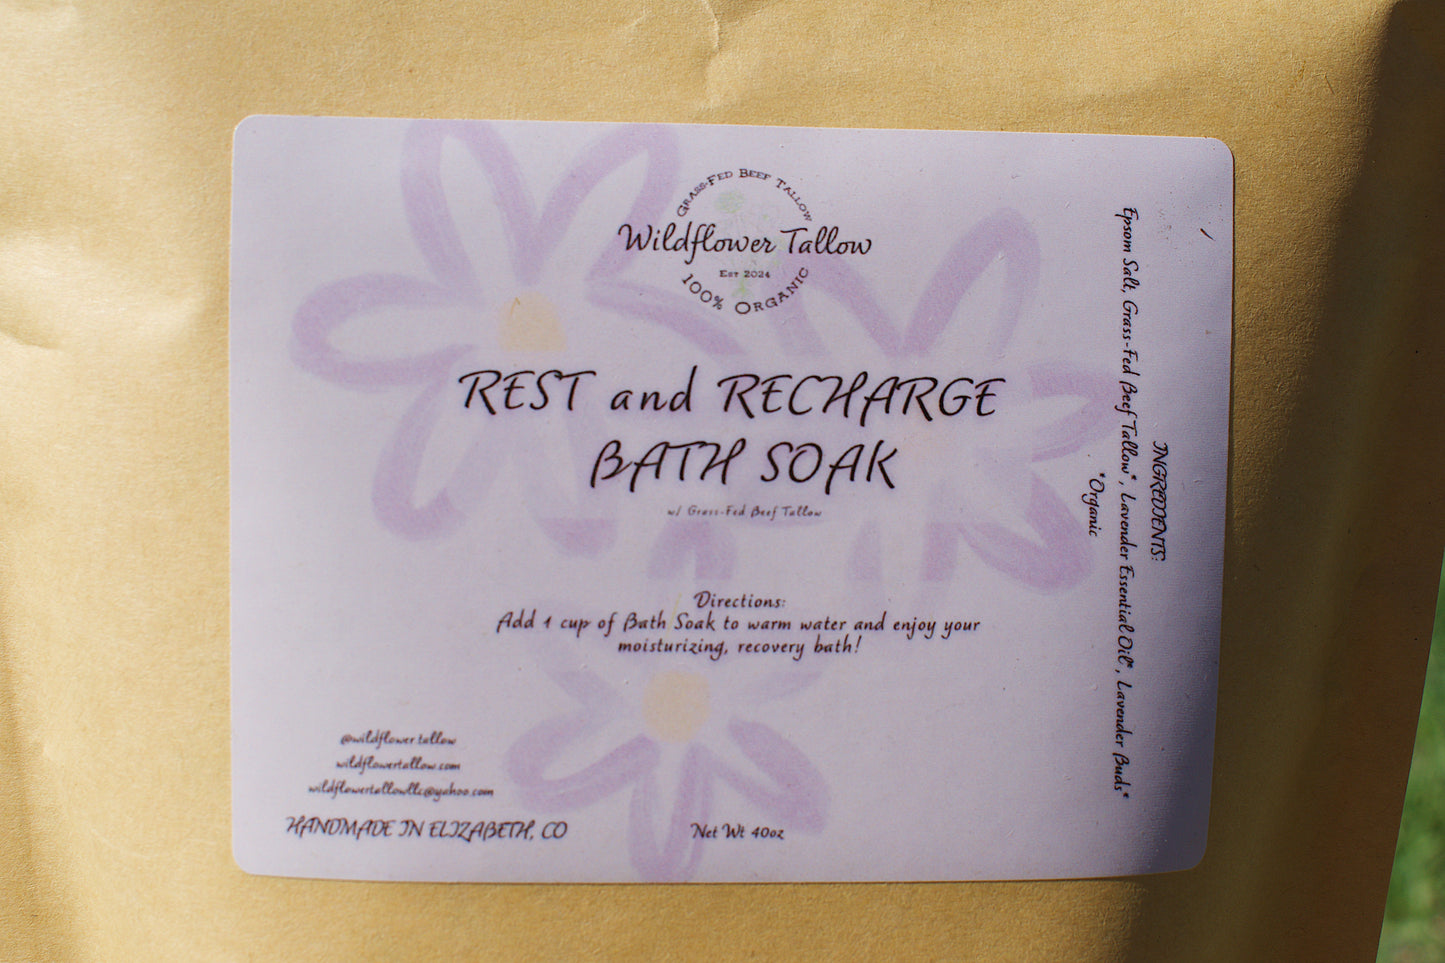 Grass-Fed Beef Tallow
Wildflower Tallow
Est 2024
100% Organic
REST and RECHARGE
BATH SOAK
w/ Grass-Fed Beef Tallow
Directions:
Add 1 cup of Bath Soak to warm water and enjoy your
moisturizing, recovery bath!
@wildflower.tallow
wildflowertallow.com
wildflowertallowllc@yahoo.com
HANDMADE IN ELIZABETH, CO
Net Wt 40oz
INGREDIENTS:
Epsom Salt, Grass-Fed Beef Tallow*, Lavender Essential Oil*, Lavender Buds*
*Organic